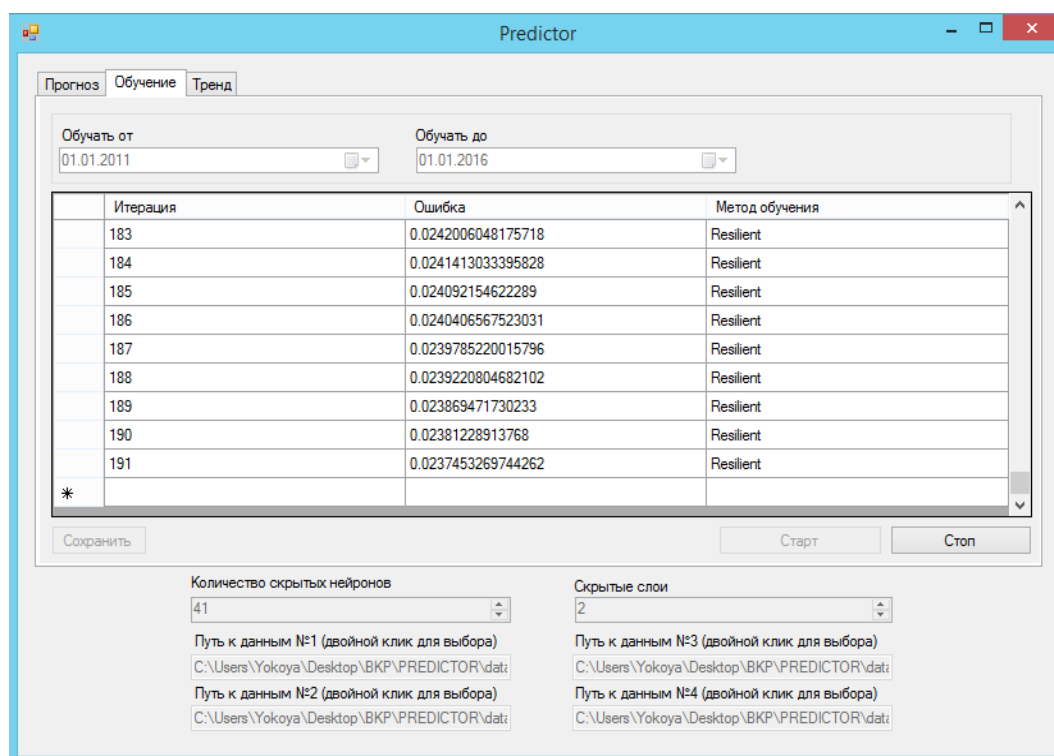 Predictor
Прогноз Обучение Тренд
Обучать от Обучать до
01.01.2011 01.01.2016
Итерация Ошибка Метод обучения
183 0.0242006048175718 Resilient
184 0.0241413033395828 Resilient
185 0.024092154622289 Resilient
186 0.0240406567523031 Resilient
187 0.0239785220015796 Resilient
188 0.0239220804682102 Resilient
189 0.023869471730233 Resilient
190 0.02381228913768 Resilient
191 0.0237453269744262 Resilient
Сохранить Старт Стоп
Количество скрытых нейронов Скрытые слои
41 2
Путь к данным №1 (двойной клик для выбора) Путь к данным №3 (двойной клик для выбора)
C:\Users\Yokoya\Desktop\BKP\PREDICTOR\data C:\Users\Yokoya\Desktop\BKP\PREDICTOR\data
Путь к данным №2 (двойной клик для выбора) Путь к данным №4 (двойной клик для выбора)
C:\Users\Yokoya\Desktop\BKP\PREDICTOR\data C:\Users\Yokoya\Desktop\BKP\PREDICTOR\data